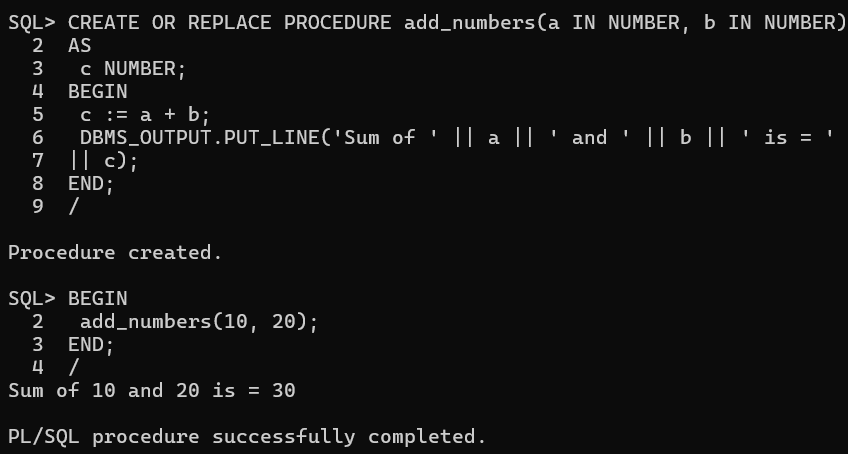 SQL> CREATE OR REPLACE PROCEDURE add_numbers(a IN NUMBER, b IN NUMBER)
  2  AS
  3   c NUMBER;
  4  BEGIN
  5   c := a + b;
  6   DBMS_OUTPUT.PUT_LINE('Sum of ' || a || ' and ' || b || ' is = '
  7  || c);
  8  END;
  9  /
Procedure created.
SQL> BEGIN
  2   add_numbers(10, 20);
  3  END;
  4  /
Sum of 10 and 20 is = 30
PL/SQL procedure successfully completed.